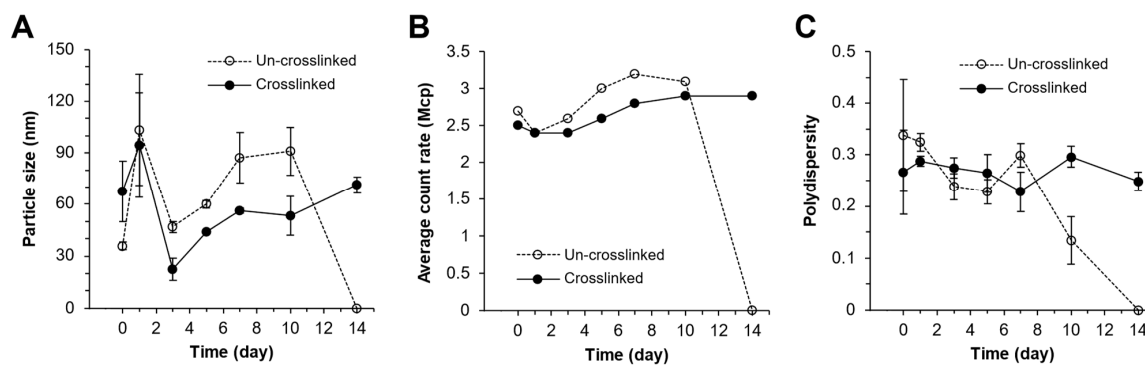 A
Particle size (nm)
150
120
90
60
30
0
Un-crosslinked
Crosslinked
0 2 4 6 8 10 12 14
Time (day)
B
Average count rate (Mcp)
3.5
3
2.5
2
1.5
1
0.5
0
Un-crosslinked
Crosslinked
0 2 4 6 8 10 12 14
Time (day)
C
Polydispersity
0.5
0.4
0.3
0.2
0.1
0
Un-crosslinked
Crosslinked
0 2 4 6 8 10 12 14
Time (day)